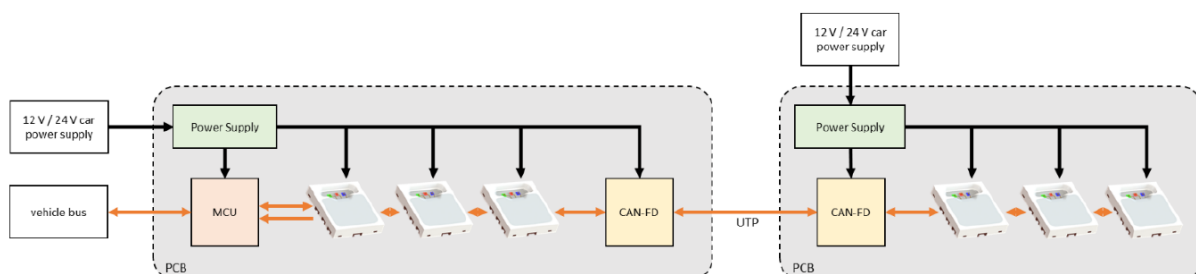 12 V / 24 V car
power supply
12 V / 24 V car
power supply
Power Supply
Power Supply
vehicle bus
MCU
CAN-FD
UTP
CAN-FD
PCB
PCB